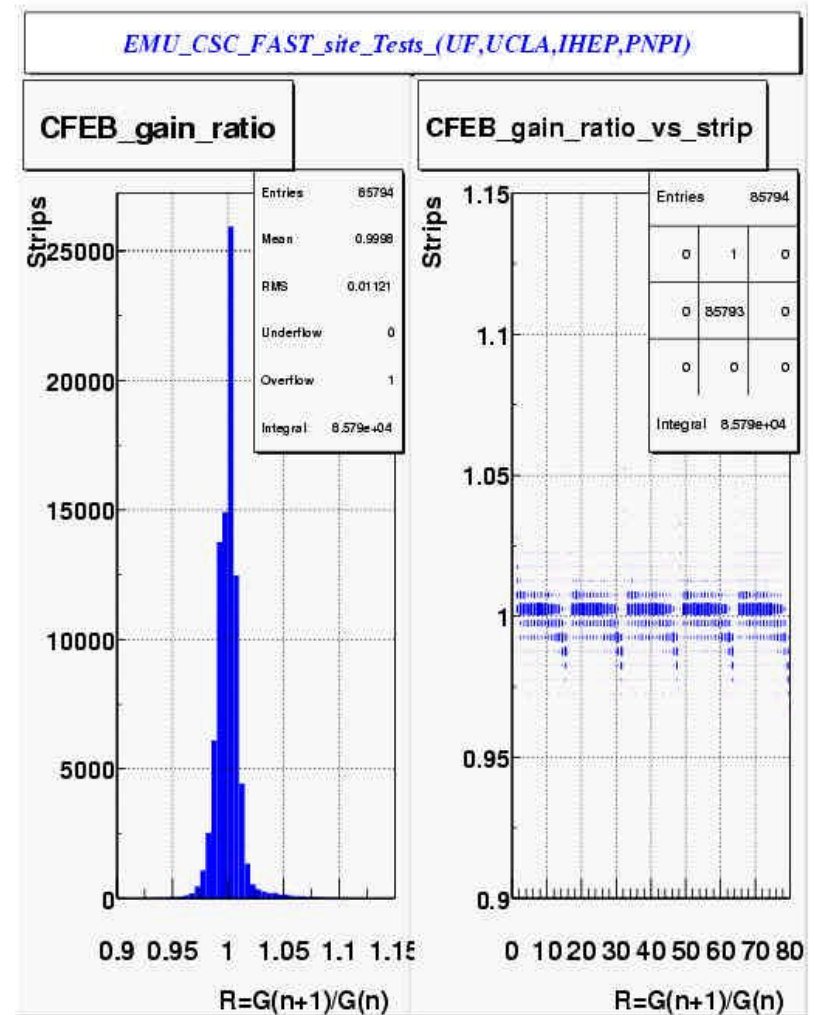 EMU_CSC_FAST_site_Tests_(UF,UCLA,IHEP,PNPI)
CFEB_gain_ratio
Strips
Entries 85794
Mean 0.9998
RMS 0.01121
Underflow 0
Overflow 1
Integral 8.579e+04
25000
20000
15000
10000
5000
0
0.9 0.95 1 1.05 1.1 1.15
R=G(n+1)/G(n)
CFEB_gain_ratio_vs_strip
Strips
Entries 85794
0 1 0
0 85793 0
0 0 0
Integral 8.579e+04
1.15
1.1
1.05
1
0.95
0.9
0 10 20 30 40 50 60 70 80
R=G(n+1)/G(n)